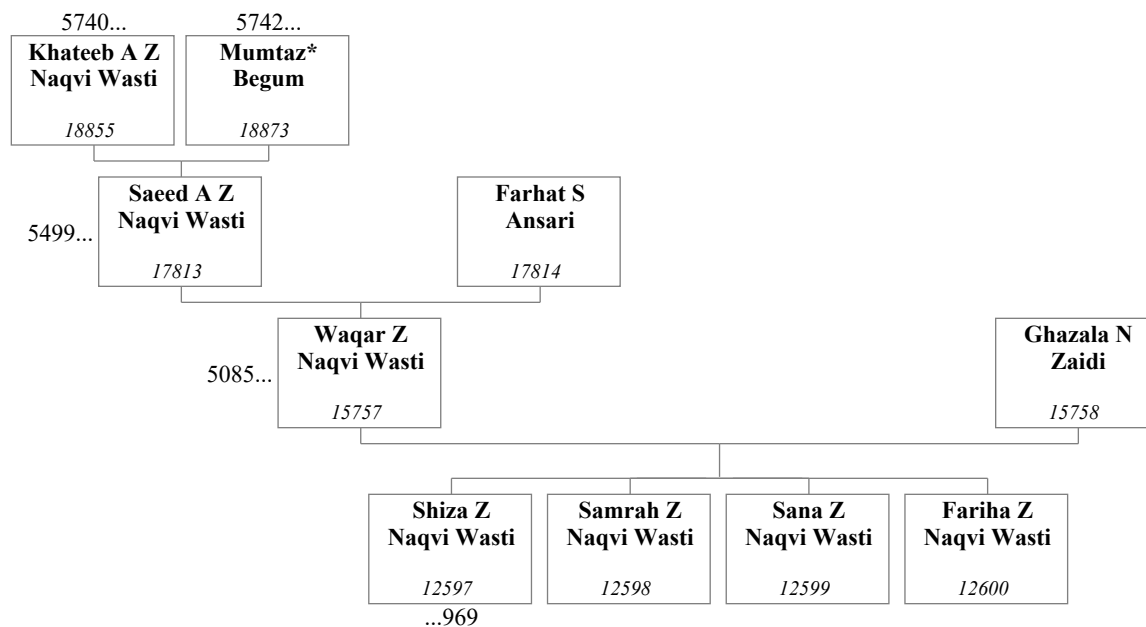 5740...
5742...
Khateeb A Z
Naqvi Wasti
18855
Mumtaz*
Begum
18873
5499...
Saeed A Z
Naqvi Wasti
17813
Farhat S
Ansari
17814
5085...
Waqar Z
Naqvi Wasti
15757
Ghazala N
Zaidi
15758
Shiza Z
Naqvi Wasti
12597
...969
Samrah Z
Naqvi Wasti
12598
Sana Z
Naqvi Wasti
12599
Fariha Z
Naqvi Wasti
12600